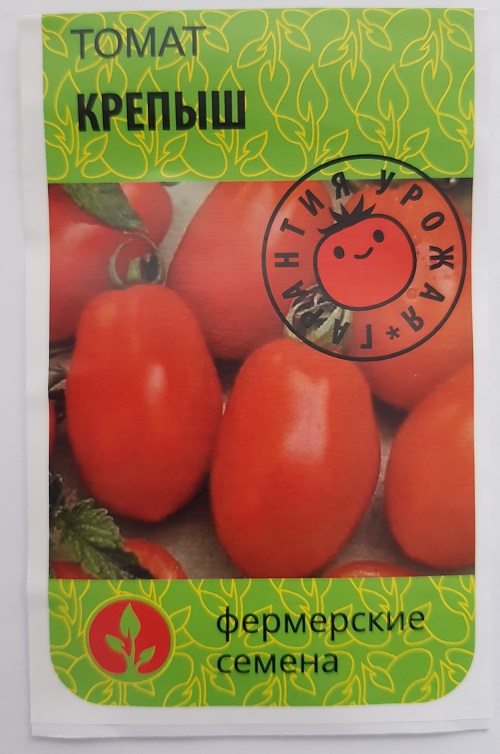 ТОМАТ
КРЕПЫШ
ГАРАНТИЯ УРОЖАЯ*
фермерские
семена